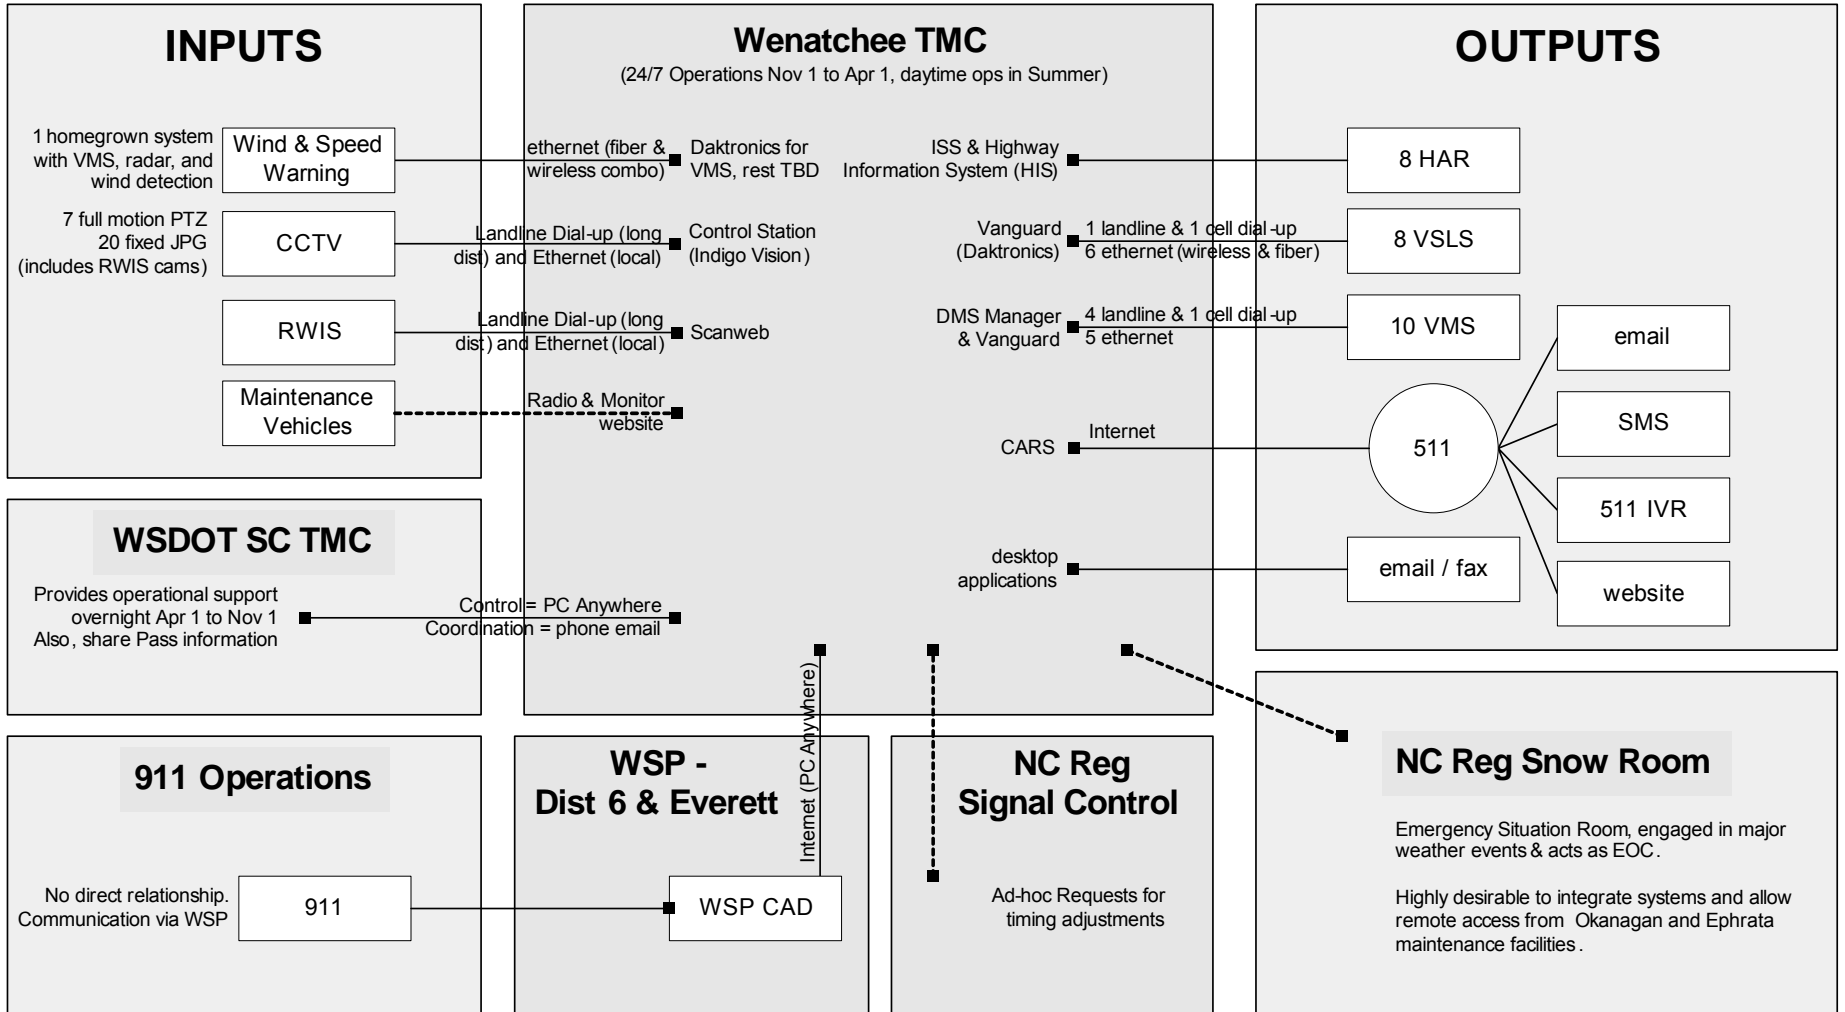 INPUTS
1 homegrown system
with VMS, radar, and
wind detection
Wind & Speed
Warning
7 full motion PTZ
20 fixed JPG
(includes RWIS cams)
CCTV
RWIS
Maintenance
Vehicles
Wenatchee TMC
(24/7 Operations Nov 1 to Apr 1, daytime ops in Summer)
ethernet (fiber &
wireless combo)
Daktronics for
VMS, rest TBD
Landline Dial-up (long
dist) and Ethernet (local)
Control Station
(Indigo Vision)
Landline Dial-up (long
dist) and Ethernet (local)
Scanweb
Radio & Monitor
website
ISS & Highway
Information System (HIS)
Vanguard
(Daktronics)
1 landline & 1 cell dial-up
6 ethernet (wireless & fiber)
DMS Manager
& Vanguard
4 landline & 1 cell dial-up
5 ethernet
CARS
Internet
desktop
applications
OUTPUTS
8 HAR
8 VSLS
10 VMS
511
email
SMS
511 IVR
website
email / fax
WSDOT SC TMC
Provides operational support
overnight Apr 1 to Nov 1
Also, share Pass information
Control = PC Anywhere
Coordination = phone email
911 Operations
No direct relationship.
Communication via WSP
911
WSP -
Dist 6 & Everett
Internet (PC Anywhere)
WSP CAD
NC Reg
Signal Control
Ad-hoc Requests for
timing adjustments
NC Reg Snow Room
Emergency Situation Room, engaged in major
weather events & acts as EOC.
Highly desirable to integrate systems and allow
remote access from Okanagan and Ephrata
maintenance facilities.